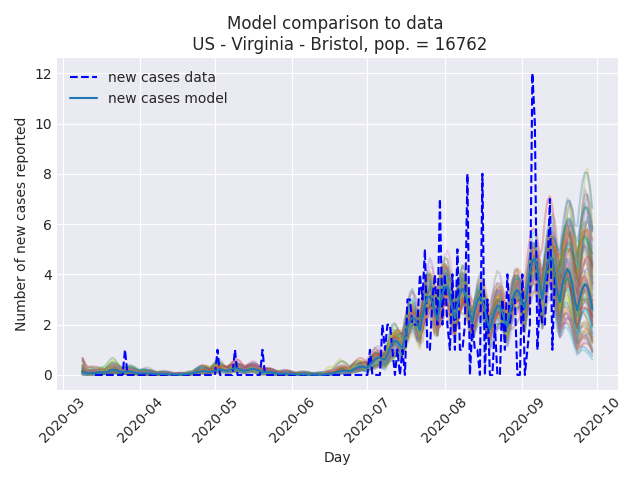 Model comparison to data
US - Virginia - Bristol, pop. = 16762
new cases data
new cases model
Number of new cases reported
12
10
8
6
4
2
0
2020-03
2020-04
2020-05
2020-06
2020-07
2020-08
2020-09
2020-10
Day